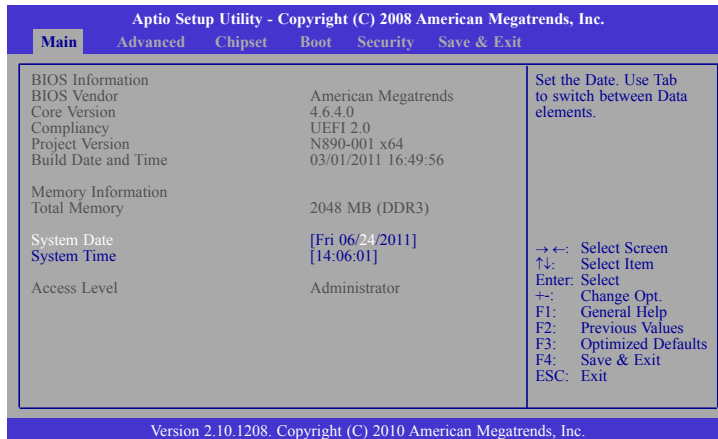 Aptio Setup Utility - Copyright (C) 2008 American Megatrends, Inc.
Main Advanced Chipset Boot Security Save & Exit
BIOS Information
BIOS Vendor American Megatrends
Core Version 4.6.4.0
Compliancy UEFI 2.0
Project Version N890-001 x64
Build Date and Time 03/01/2011 16:49:56
Memory Information
Total Memory 2048 MB (DDR3)
System Date [Fri 06/24/2011]
System Time [14:06:01]
Access Level Administrator
Set the Date. Use Tab
to switch between Data
elements.
→←: Select Screen
↑↓: Select Item
Enter: Select
+-: Change Opt.
F1: General Help
F2: Previous Values
F3: Optimized Defaults
F4: Save & Exit
ESC: Exit
Version 2.10.1208. Copyright (C) 2010 American Megatrends, Inc.